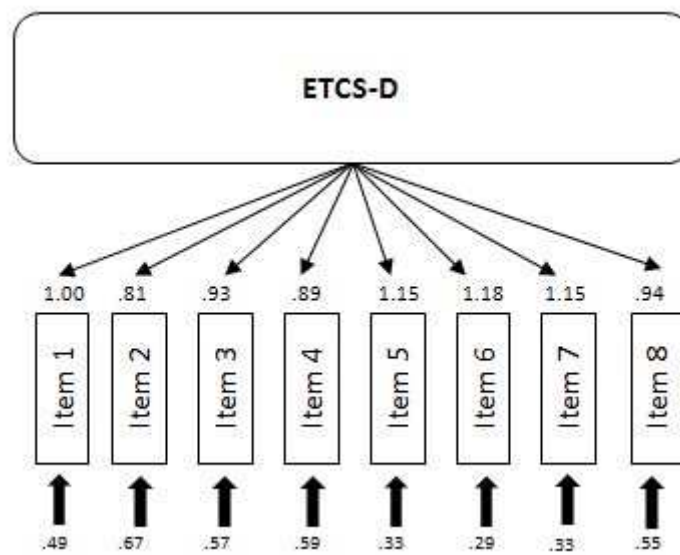 ETCS-D
1.00 .81 .93 .89 1.15 1.18 1.15 .94
Item 1 Item 2 Item 3 Item 4 Item 5 Item 6 Item 7 Item 8
.49 .67 .57 .59 .33 .29 .33 .55